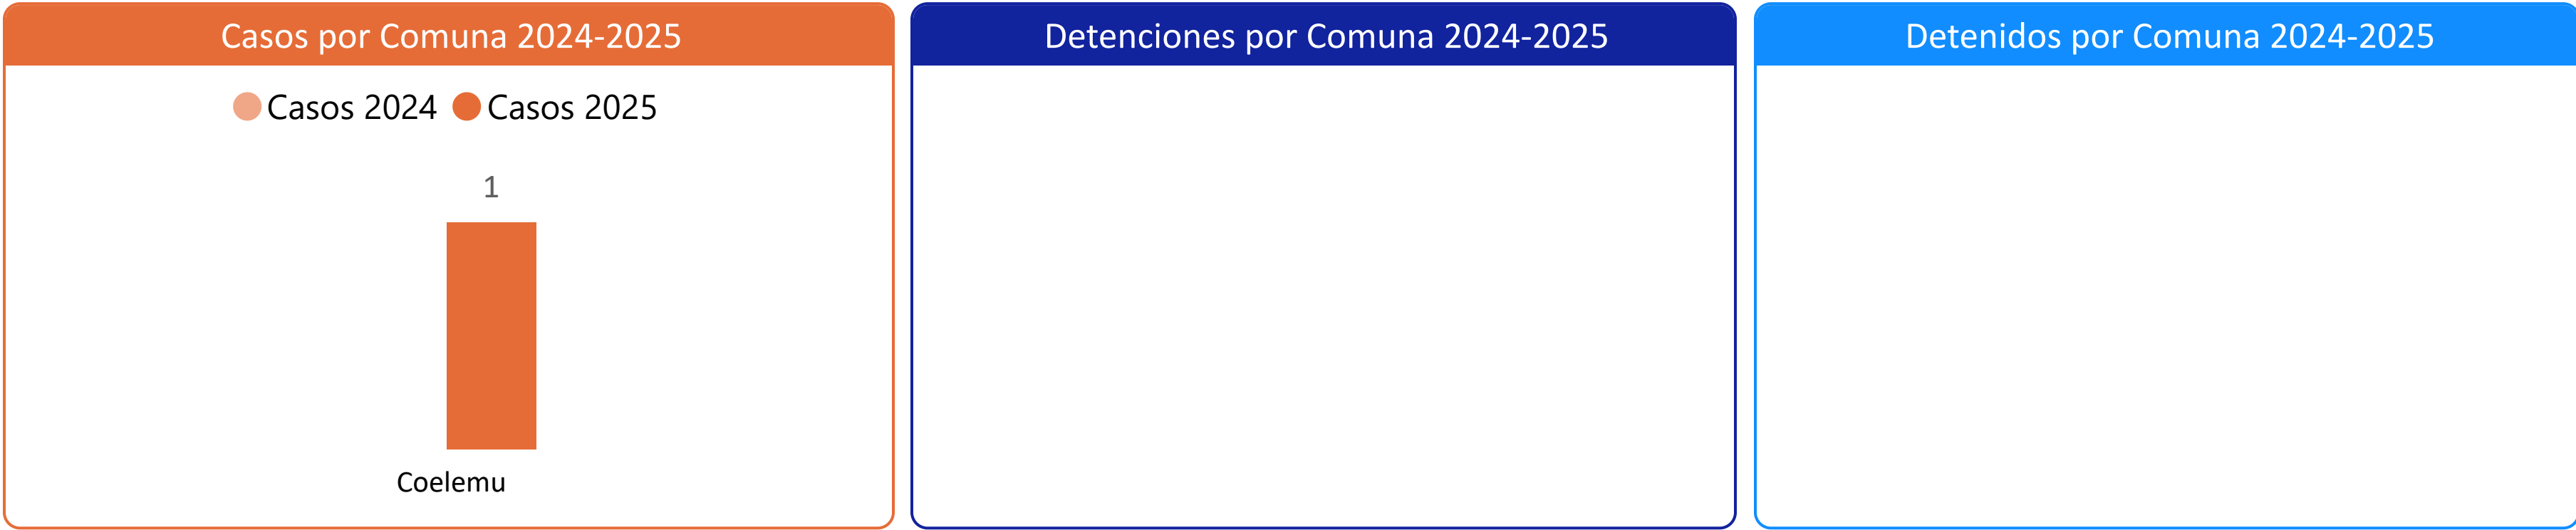 Casos por Comuna 2024-2025
Casos 2024 Casos 2025
1
Coelemu
Detenciones por Comuna 2024-2025
Detenidos por Comuna 2024-2025